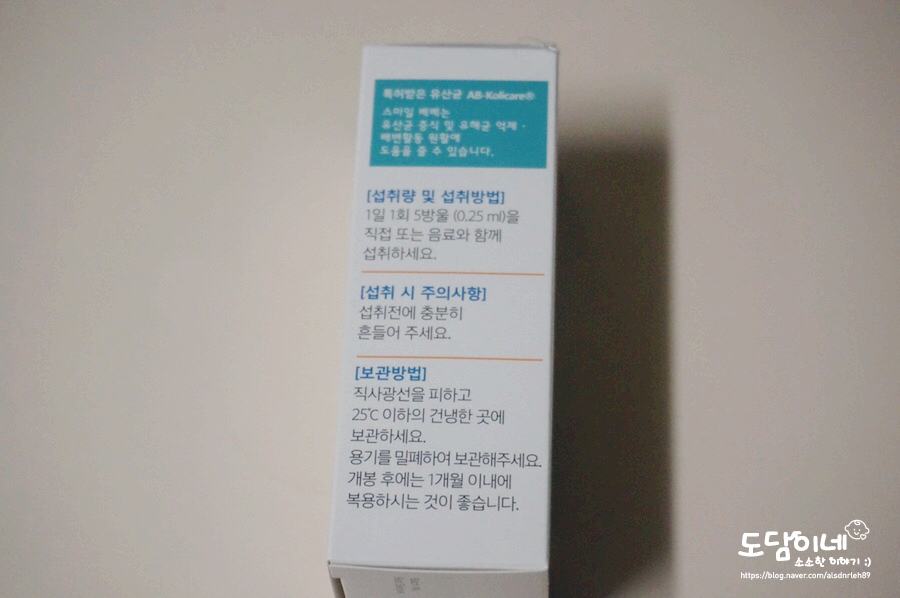 특허받은 유산균 AB-Kolicare®
스마일 베베는
유산균 증식 및 유해균 억제 ·
배변활동 원활에
도움을 줄 수 있습니다.
[섭취량 및 섭취방법]
1일 1회 5방울 (0.25 ml)을
직접 또는 음료와 함께
섭취하세요.
[섭취 시 주의사항]
섭취전에 충분히
흔들어 주세요.
[보관방법]
직사광선을 피하고
25℃ 이하의 건냉한 곳에
보관하세요.
용기를 밀폐하여 보관해주세요.
개봉 후에는 1개월 이내에
복용하시는 것이 좋습니다.
도담이네
소소한 이야기 :)
https://blog.naver.com/alsdnrleh89